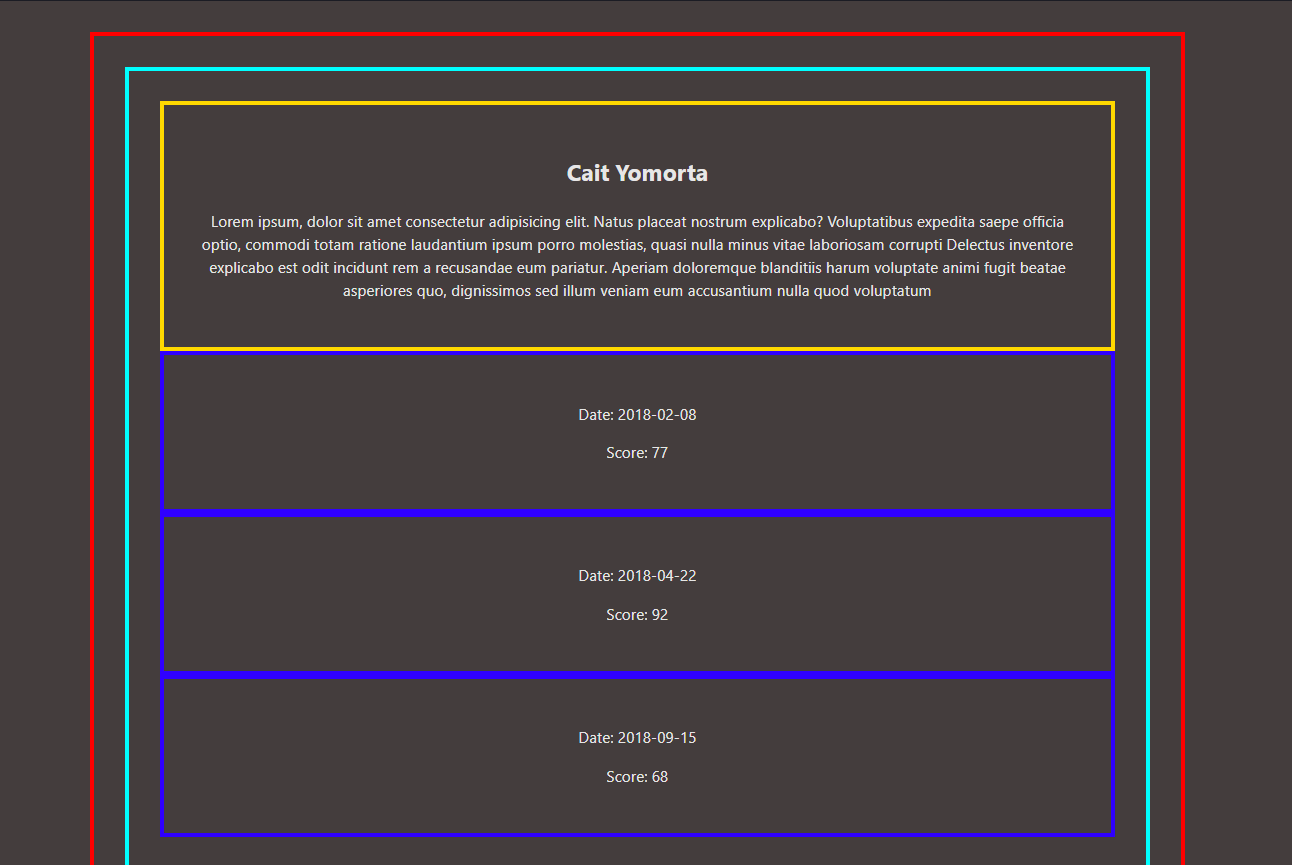 Cait Yomorta
Lorem ipsum, dolor sit amet consectetur adipisicing elit. Natus placeat nostrum explicabo? Voluptatibus expedita saepe officia
optio, commodi totam ratione laudantium ipsum porro molestias, quasi nulla minus vitae laboriosam corrupti Delectus inventore
explicabo est odit incidunt rem a recusandae eum pariatur. Aperiam doloremque blanditiis harum voluptate animi fugit beatae
asperiores quo, dignissimos sed illum veniam eum accusantium nulla quod voluptatum
Date: 2018-02-08
Score: 77
Date: 2018-04-22
Score: 92
Date: 2018-09-15
Score: 68